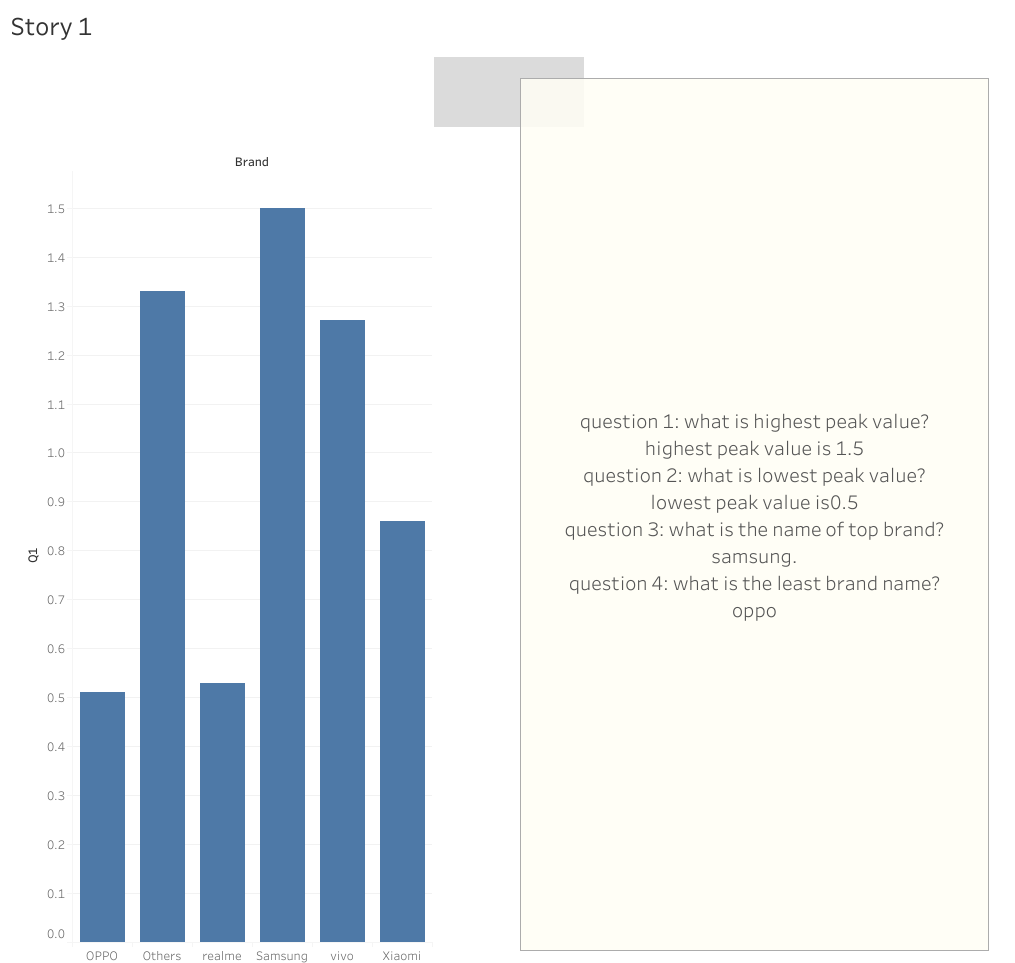 Story 1
Brand
Q1
1.5
1.4
1.3
1.2
1.1
1.0
0.9
0.8
0.7
0.6
0.5
0.4
0.3
0.2
0.1
0.0
OPPO Others realme Samsung vivo Xiaomi
question 1: what is highest peak value?
highest peak value is 1.5
question 2: what is lowest peak value?
lowest peak value is0.5
question 3: what is the name of top brand?
samsung.
question 4: what is the least brand name?
oppo